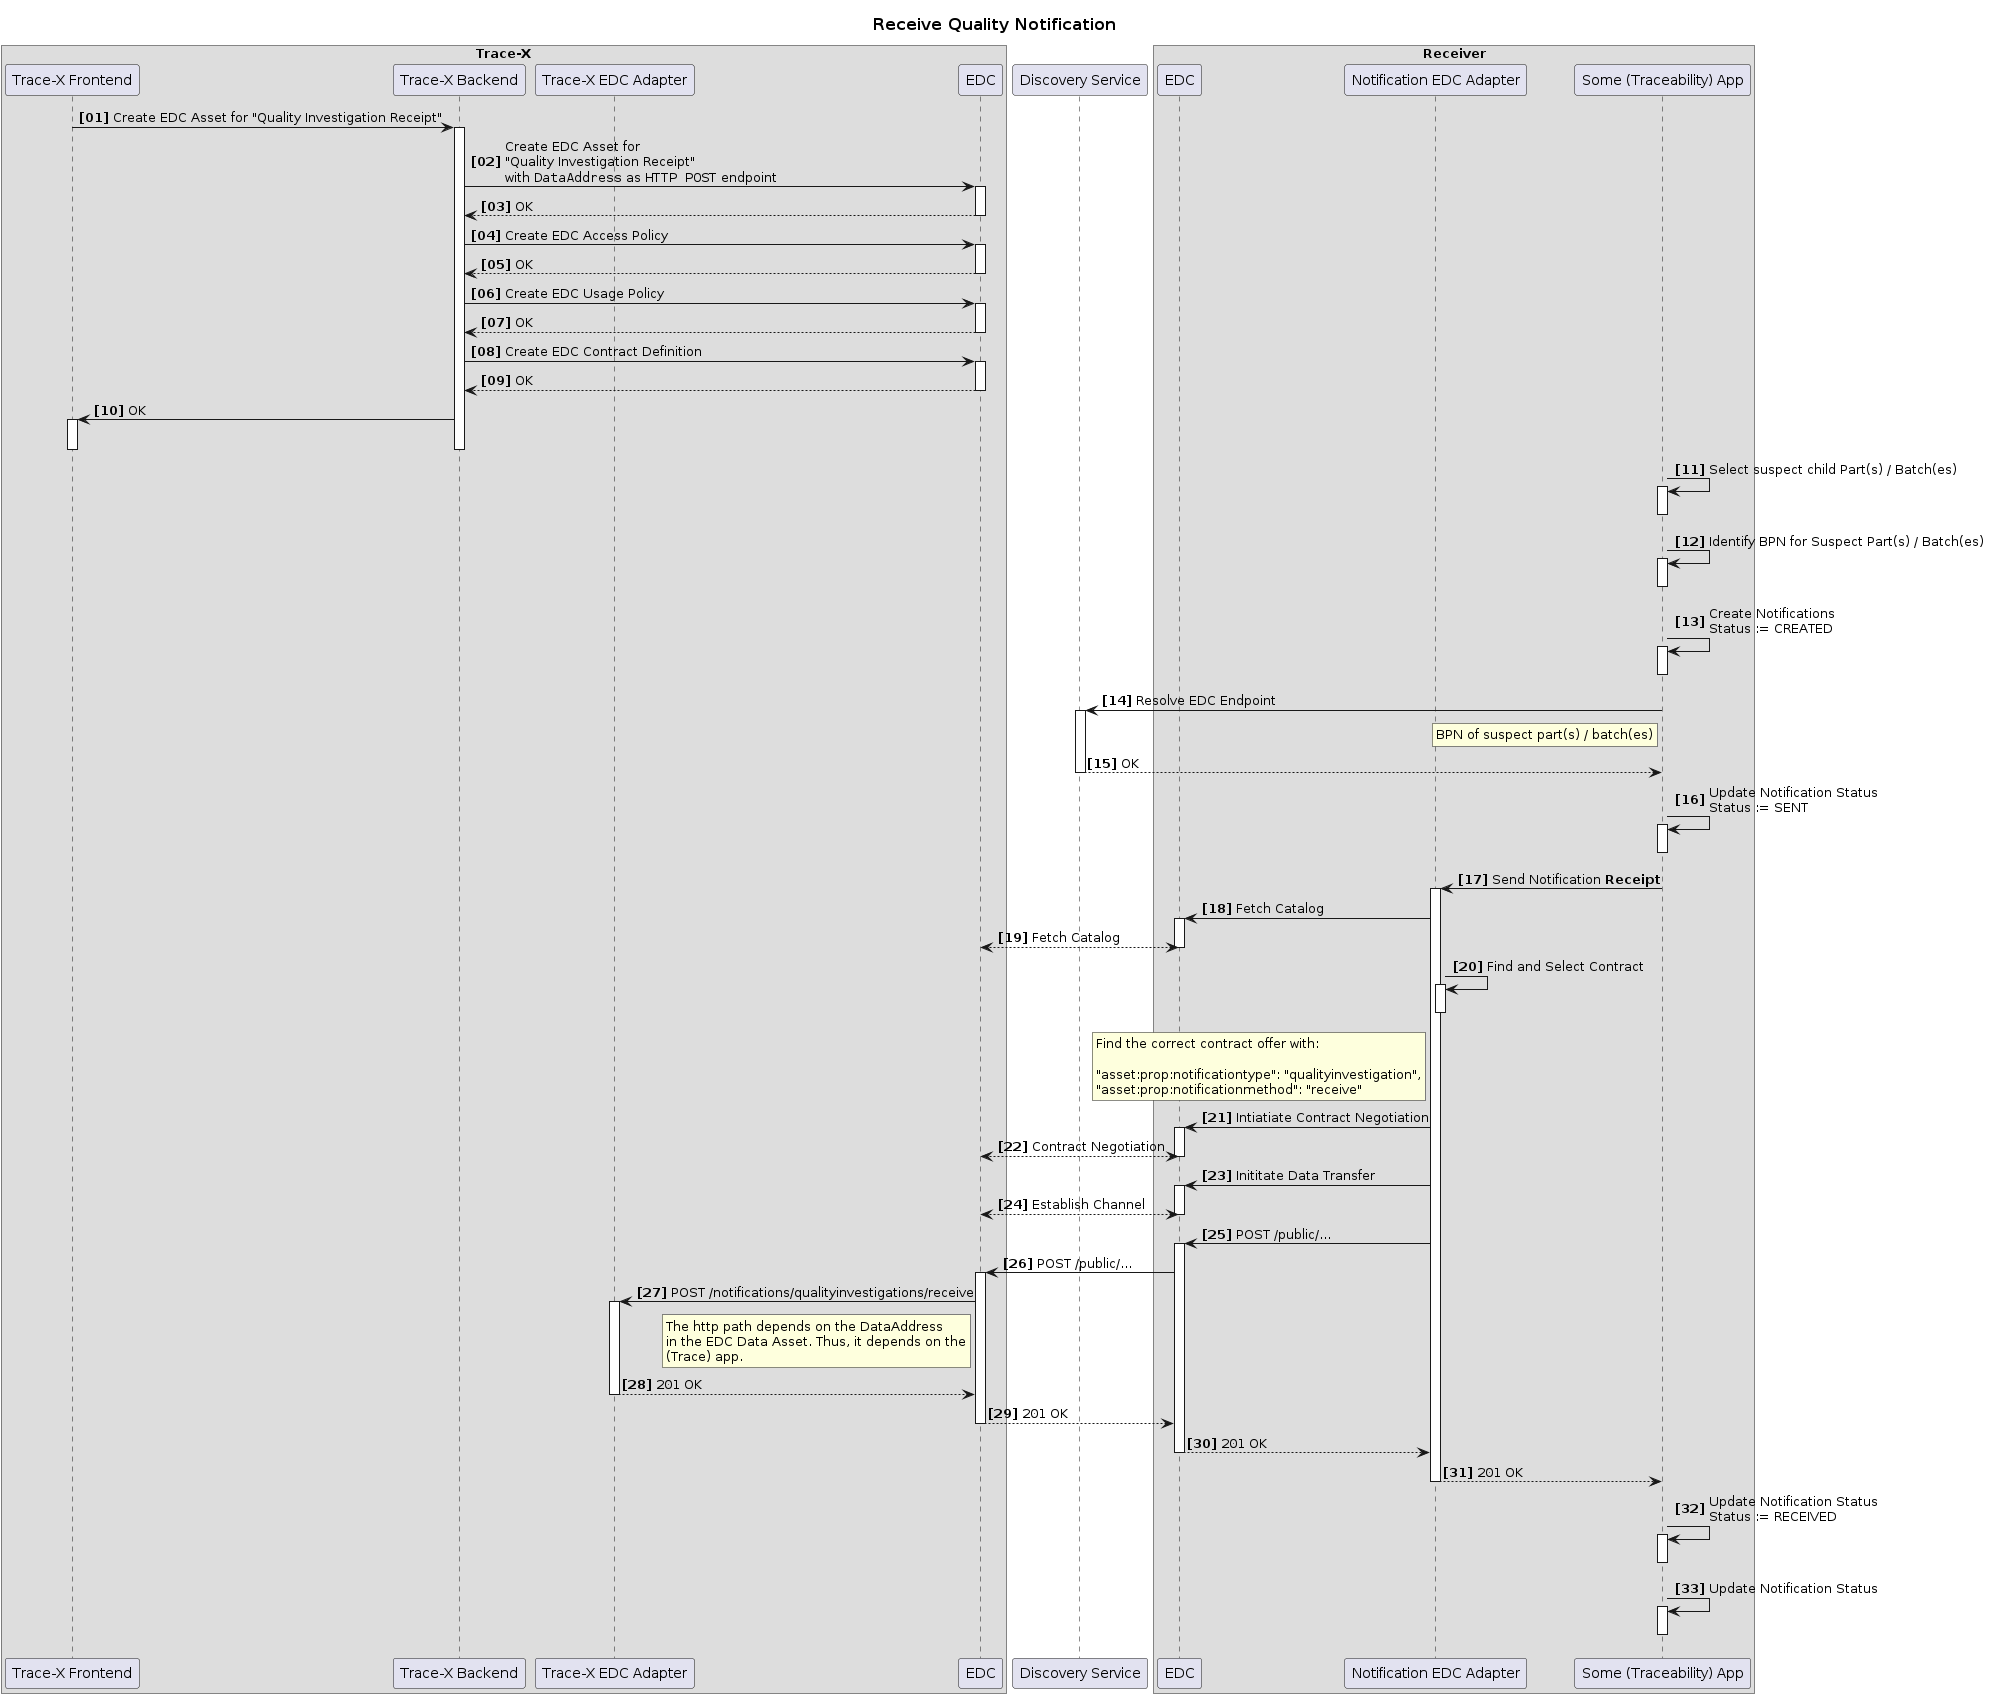 Receive Quality Notification
Trace-X
Receiver
Trace-X Frontend
Trace-X Backend
Trace-X EDC Adapter
EDC
Discovery Service
EDC
Notification EDC Adapter
Some (Traceability) App
[01] Create EDC Asset for "Quality Investigation Receipt"
Create EDC Asset for
[02] "Quality Investigation Receipt"
with DataAddress as HTTP POST endpoint
[03] OK
[04] Create EDC Access Policy
[05] OK
[06] Create EDC Usage Policy
[07] OK
[08] Create EDC Contract Definition
[09] OK
[10] OK
[11] Select suspect child Part(s) / Batch(es)
[12] Identify BPN for Suspect Part(s) / Batch(es)
[13] Create Notifications
Status := CREATED
[14] Resolve EDC Endpoint
BPN of suspect part(s) / batch(es)
[15] OK
[16] Update Notification Status
Status := SENT
[17] Send Notification Receipt
[18] Fetch Catalog
[19] Fetch Catalog
[20] Find and Select Contract
Find the correct contract offer with:
"asset:prop:notificationtype": "qualityinvestigation",
"asset:prop:notificationmethod": "receive"
[21] Intiatiate Contract Negotiation
[22] Contract Negotiation
[23] Inititate Data Transfer
[24] Establish Channel
[25] POST /public/...
[26] POST /public/...
[27] POST /notifications/qualityinvestigations/receive
The http path depends on the DataAddress
in the EDC Data Asset. Thus, it depends on the
(Trace) app.
[28] 201 OK
[29] 201 OK
[30] 201 OK
[31] 201 OK
[32] Update Notification Status
Status := RECEIVED
[33] Update Notification Status
Trace-X Frontend
Trace-X Backend
Trace-X EDC Adapter
EDC
Discovery Service
EDC
Notification EDC Adapter
Some (Traceability) App